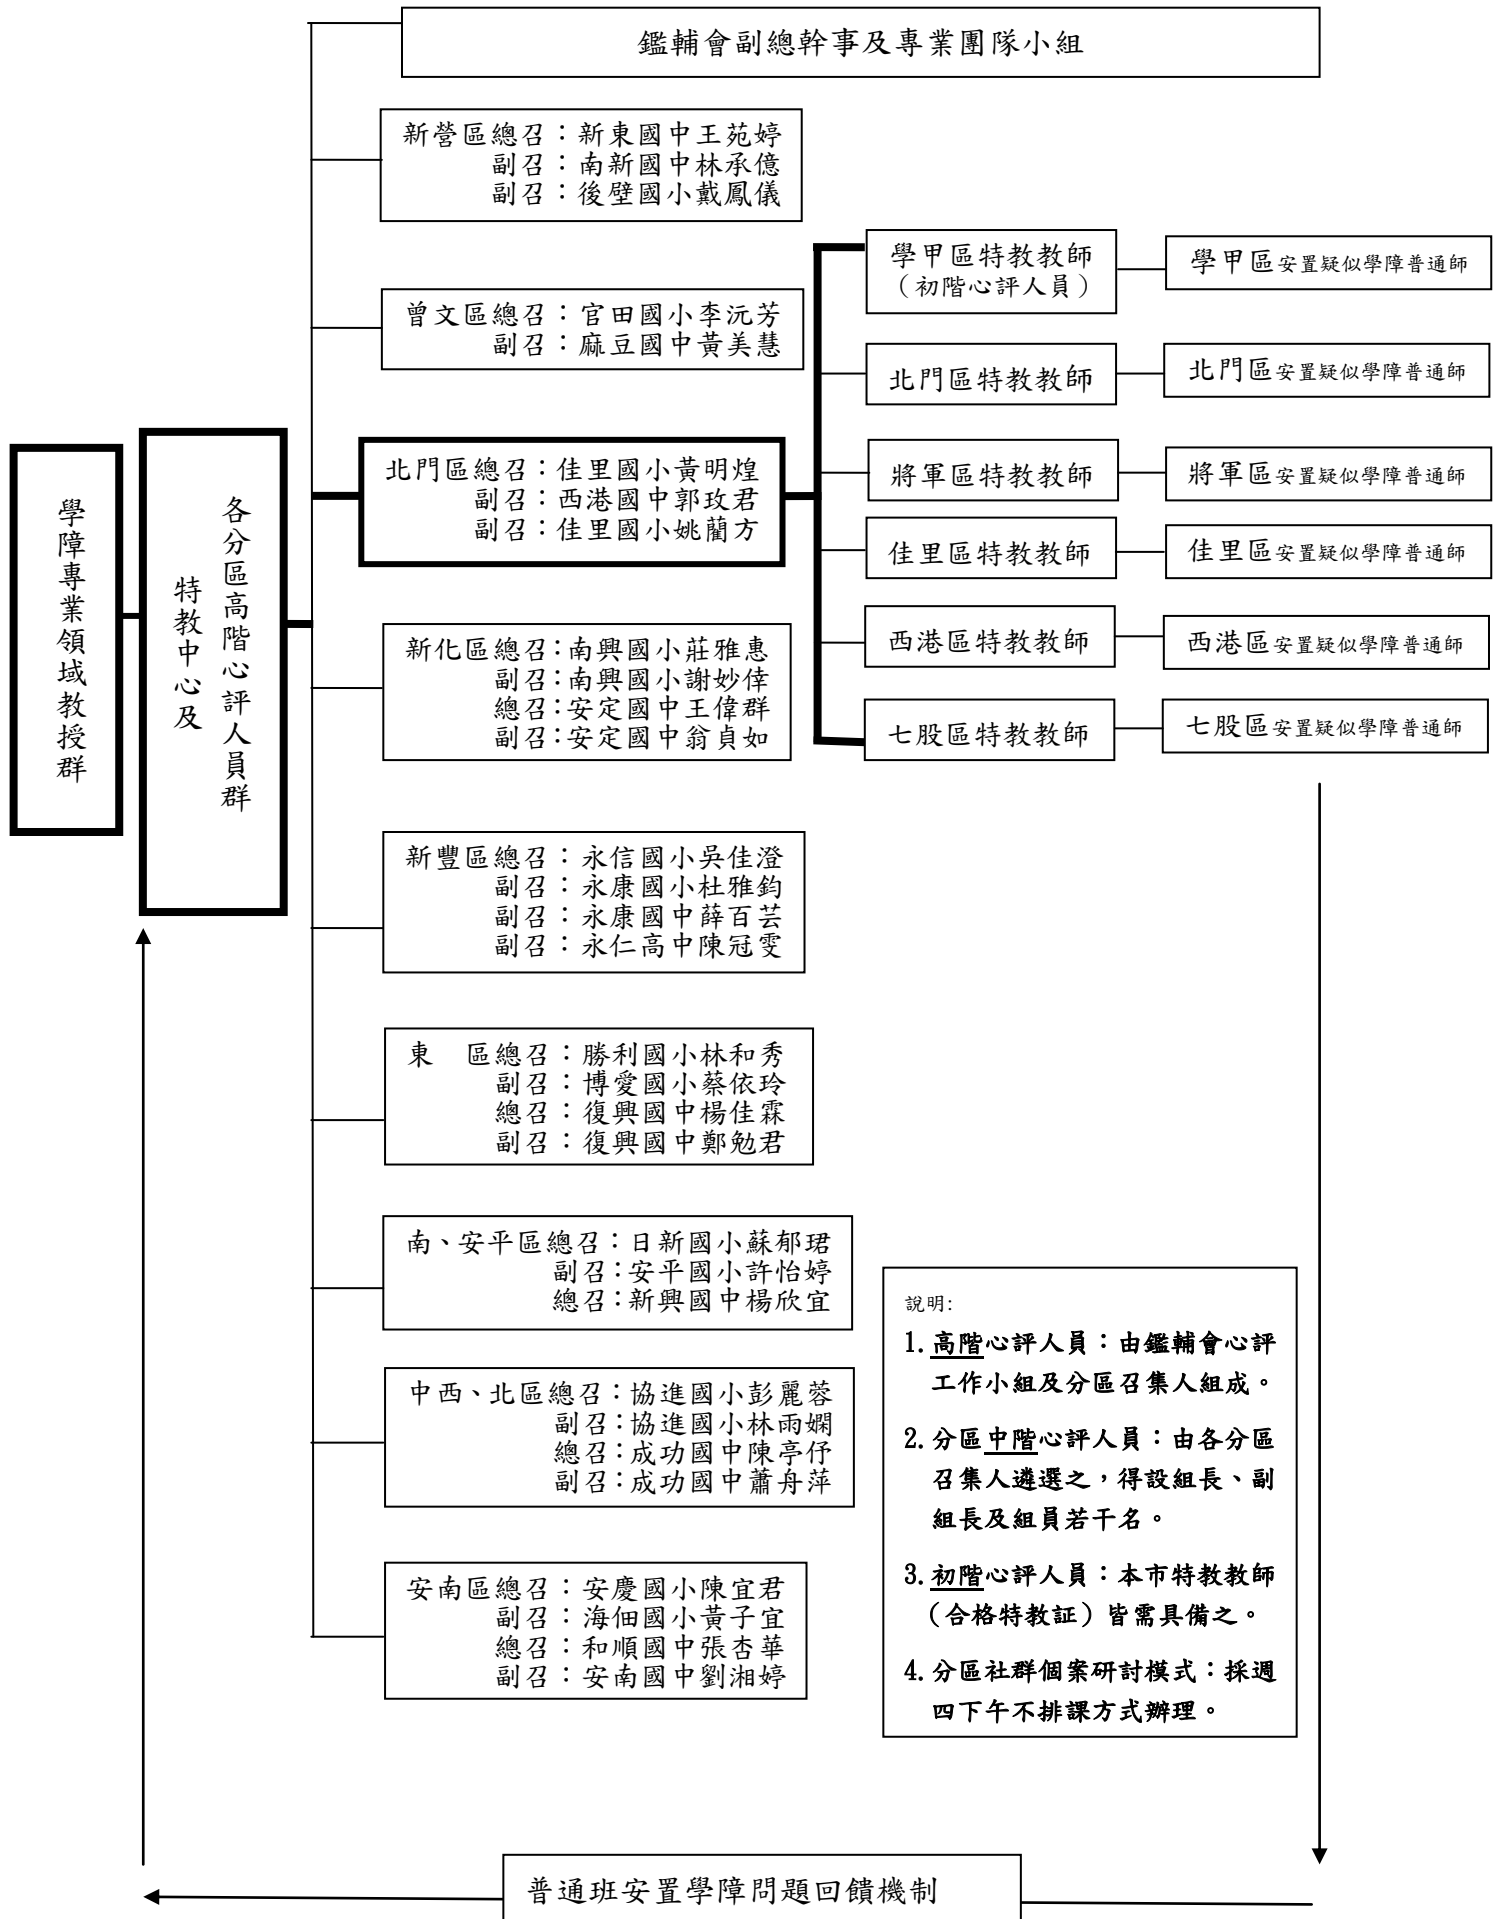 鑑輔會副總幹事及專業團隊小組
新營區總召：新東國中王苑婷
副召：南新國中林承億
副召：後壁國小戴鳳儀
曾文區總召：官田國小李沅芳
副召：麻豆國中黃美慧
北門區總召：佳里國小黃明煌
副召：西港國中郭玫君
副召：佳里國小姚蘭方
新化區總召：南興國小莊雅惠
副召：南興國小謝妙倖
總召：安定國中王偉群
副召：安定國中翁貞如
新豐區總召：永信國小吳佳澄
副召：永康國小杜雅鈞
副召：永康國中薛百芸
副召：永仁高中陳冠雯
東　區總召：勝利國小林和秀
副召：博愛國小蔡依玲
總召：復興國中楊佳霖
副召：復興國中鄭勉君
南、安平區總召：日新國小蘇郁珺
副召：安平國小許怡婷
總召：新興國中楊欣宜
中西、北區總召：協進國小彭麗蓉
副召：協進國小林雨嫻
總召：成功國中陳亭伃
副召：成功國中蕭舟萍
安南區總召：安慶國小陳宜君
副召：海佃國小黃子宜
總召：和順國中張杏華
副召：安南國中劉湘婷
學障專業領域教授群
各分區高階心評人員群
特教中心及
學甲區特教教師
（初階心評人員）
學甲區安置疑似學障普通師
北門區特教教師
北門區安置疑似學障普通師
將軍區特教教師
將軍區安置疑似學障普通師
佳里區特教教師
佳里區安置疑似學障普通師
西港區特教教師
西港區安置疑似學障普通師
七股區特教教師
七股區安置疑似學障普通師
說明:
1.高階心評人員：由鑑輔會心評
工作小組及分區召集人組成。
2.分區中階心評人員：由各分區
召集人遴選之，得設組長、副
組長及組員若干名。
3.初階心評人員：本市特教教師
（合格特教証）皆需具備之。
4.分區社群個案研討模式：採週
四下午不排課方式辦理。
普通班安置學障問題回饋機制